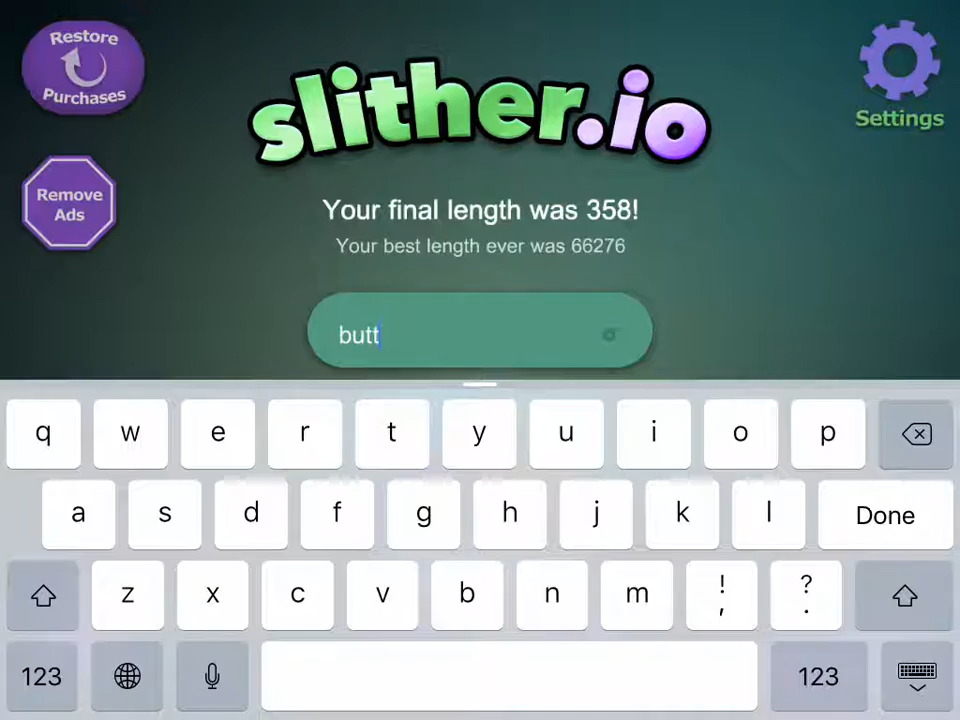 Restore
Purchases
slither.io
Settings
Remove
Ads
Your final length was 358!
Your best length ever was 66276
butt
q w e r t y u i o p
a s d f g h j k l Done
z x c v b n m ! , ? .
123 123